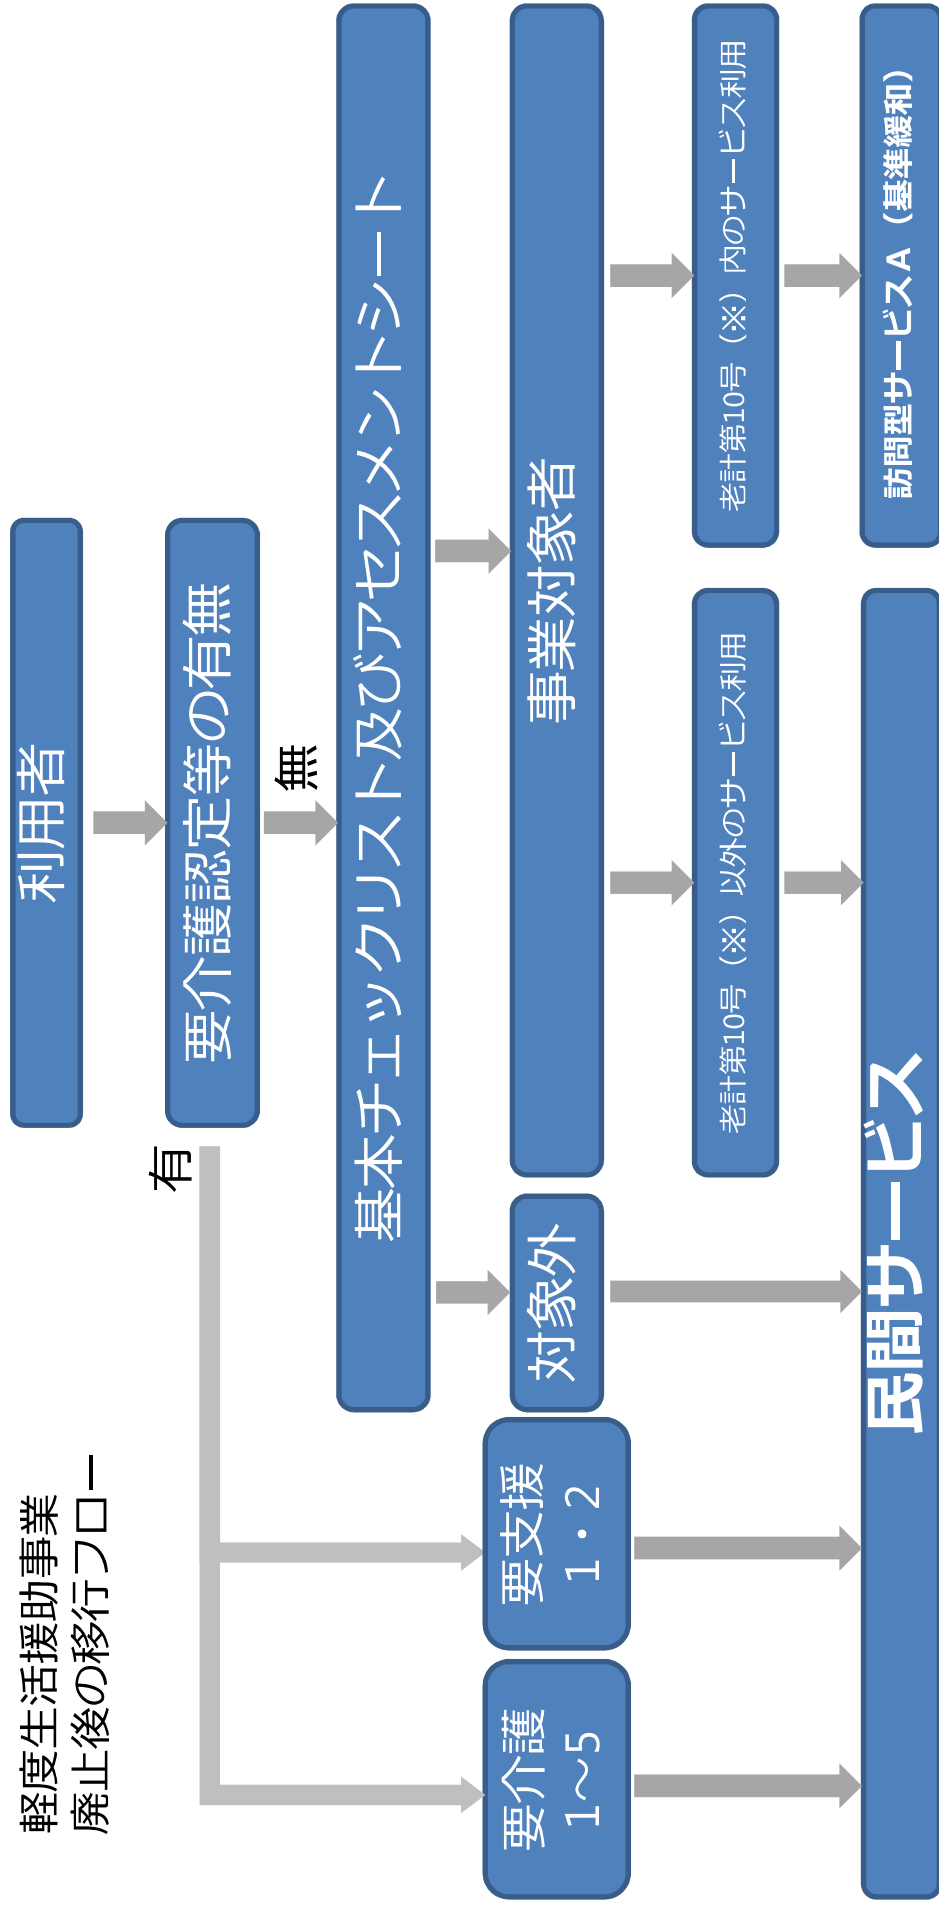 軽度生活援助事業
廃止後の移行フロー
利用者
要介護認定等の有無
有
無
基本チェックリスト及びアセスメントシート
要介護
1～5
要支援
1・2
対象外
事業対象者
老計第10号（※）以外のサービス利用
老計第10号（※）内のサービス利用
民間サービス
訪問型サービスA（基準緩和）